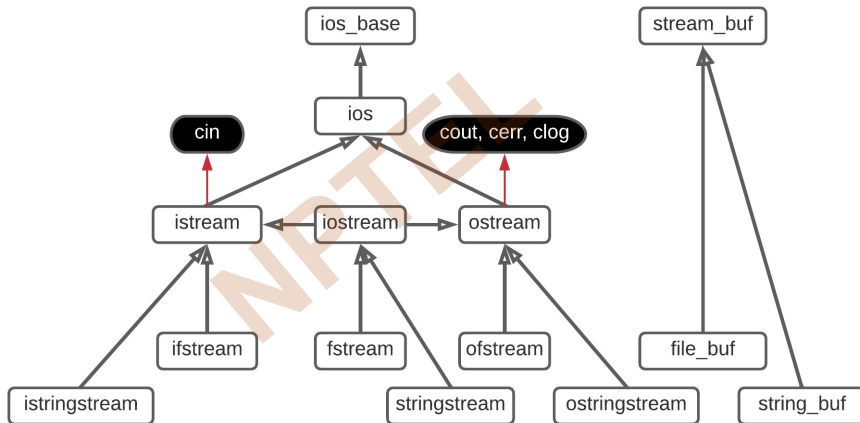 ios_base
stream_buf
ios
cin
cout, cerr, clog
istream
iostream
ostream
ifstream
fstream
ofstream
file_buf
istringstream
stringstream
ostringstream
string_buf
NPTEL